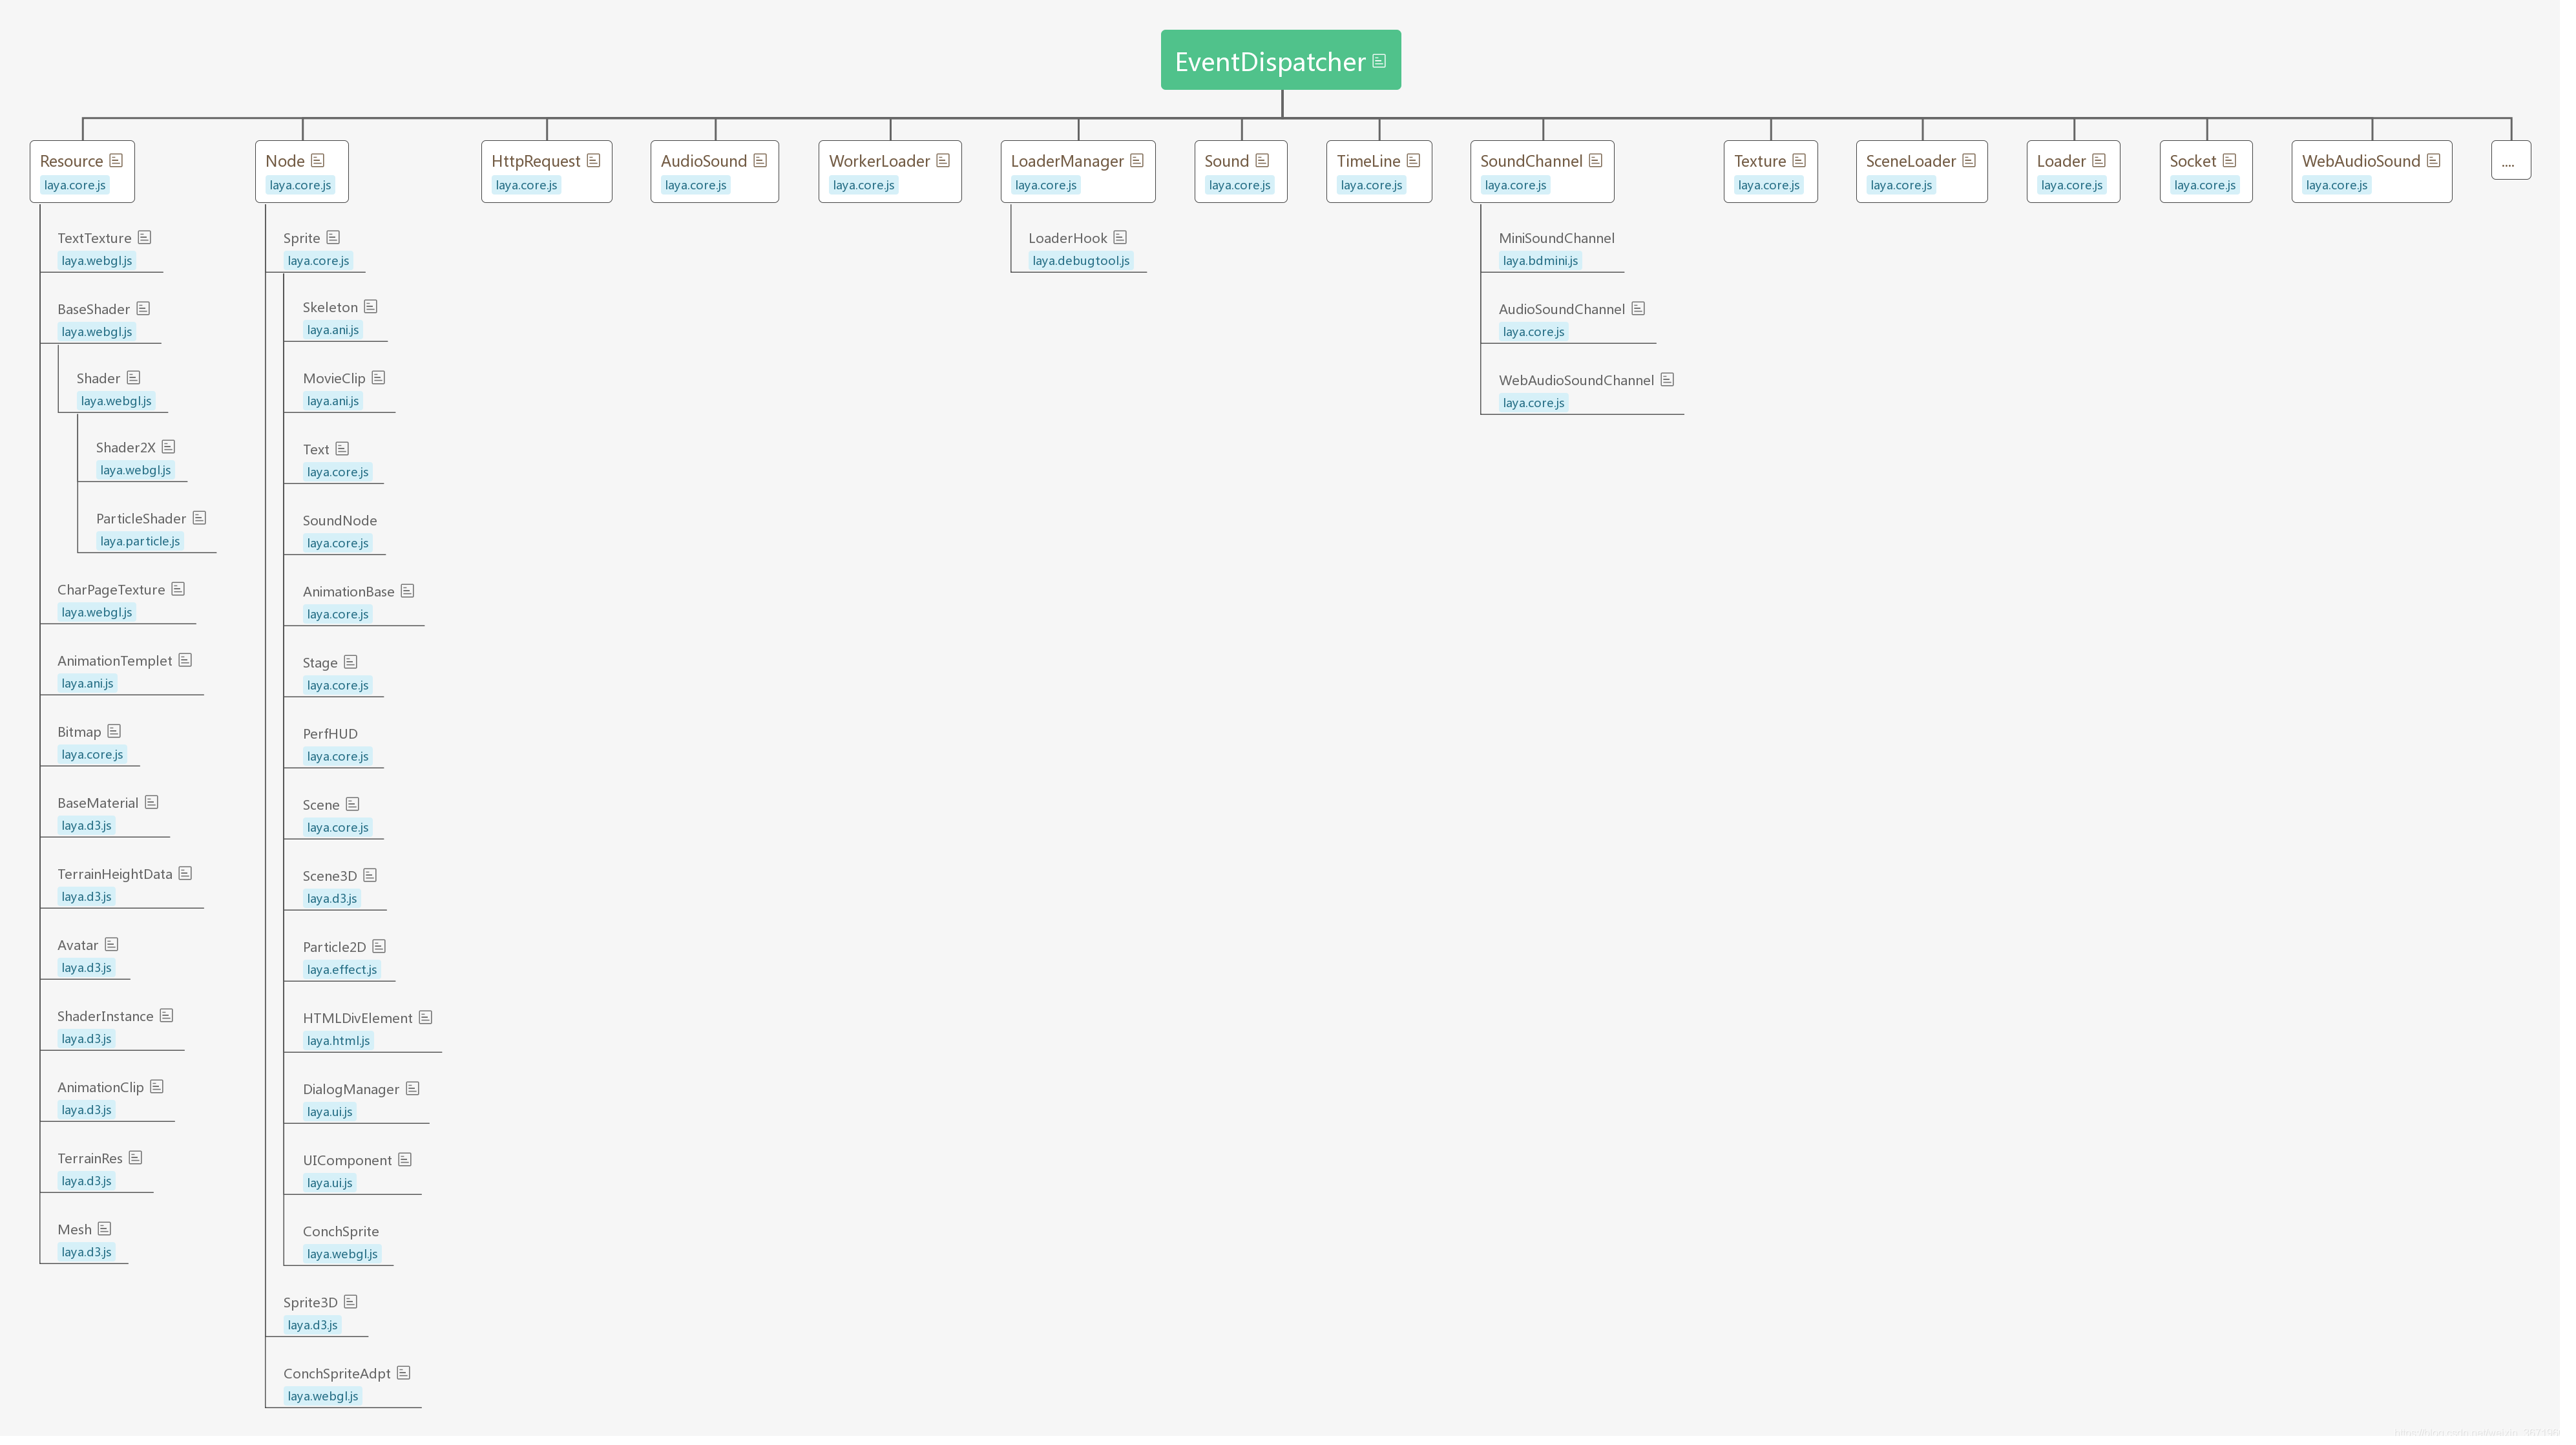 EventDispatcher
Resource
laya.core.js
TextTexture
laya.webgl.js
BaseShader
laya.webgl.js
Shader
laya.webgl.js
Shader2X
laya.webgl.js
ParticleShader
laya.particle.js
CharPageTexture
laya.webgl.js
AnimationTemplet
laya.ani.js
Bitmap
laya.core.js
BaseMaterial
laya.d3.js
TerrainHeightData
laya.d3.js
Avatar
laya.d3.js
ShaderInstance
laya.d3.js
AnimationClip
laya.d3.js
TerrainRes
laya.d3.js
Mesh
laya.d3.js
Node
laya.core.js
Sprite
laya.core.js
Skeleton
laya.ani.js
MovieClip
laya.ani.js
Text
laya.core.js
SoundNode
laya.core.js
AnimationBase
laya.core.js
Stage
laya.core.js
PerfHUD
laya.core.js
Scene
laya.core.js
Scene3D
laya.d3.js
Particle2D
laya.effect.js
HTMLDivElement
laya.html.js
DialogManager
laya.ui.js
UIComponent
laya.ui.js
ConchSprite
laya.webgl.js
Sprite3D
laya.d3.js
ConchSpriteAdpt
laya.webgl.js
HttpRequest
laya.core.js
AudioSound
laya.core.js
WorkerLoader
laya.core.js
LoaderManager
laya.core.js
LoaderHook
laya.debugtool.js
Sound
laya.core.js
TimeLine
laya.core.js
SoundChannel
laya.core.js
MiniSoundChannel
laya.bdmini.js
AudioSoundChannel
laya.core.js
WebAudioSoundChannel
laya.core.js
Texture
laya.core.js
SceneLoader
laya.core.js
Loader
laya.core.js
Socket
laya.core.js
WebAudioSound
laya.core.js
....